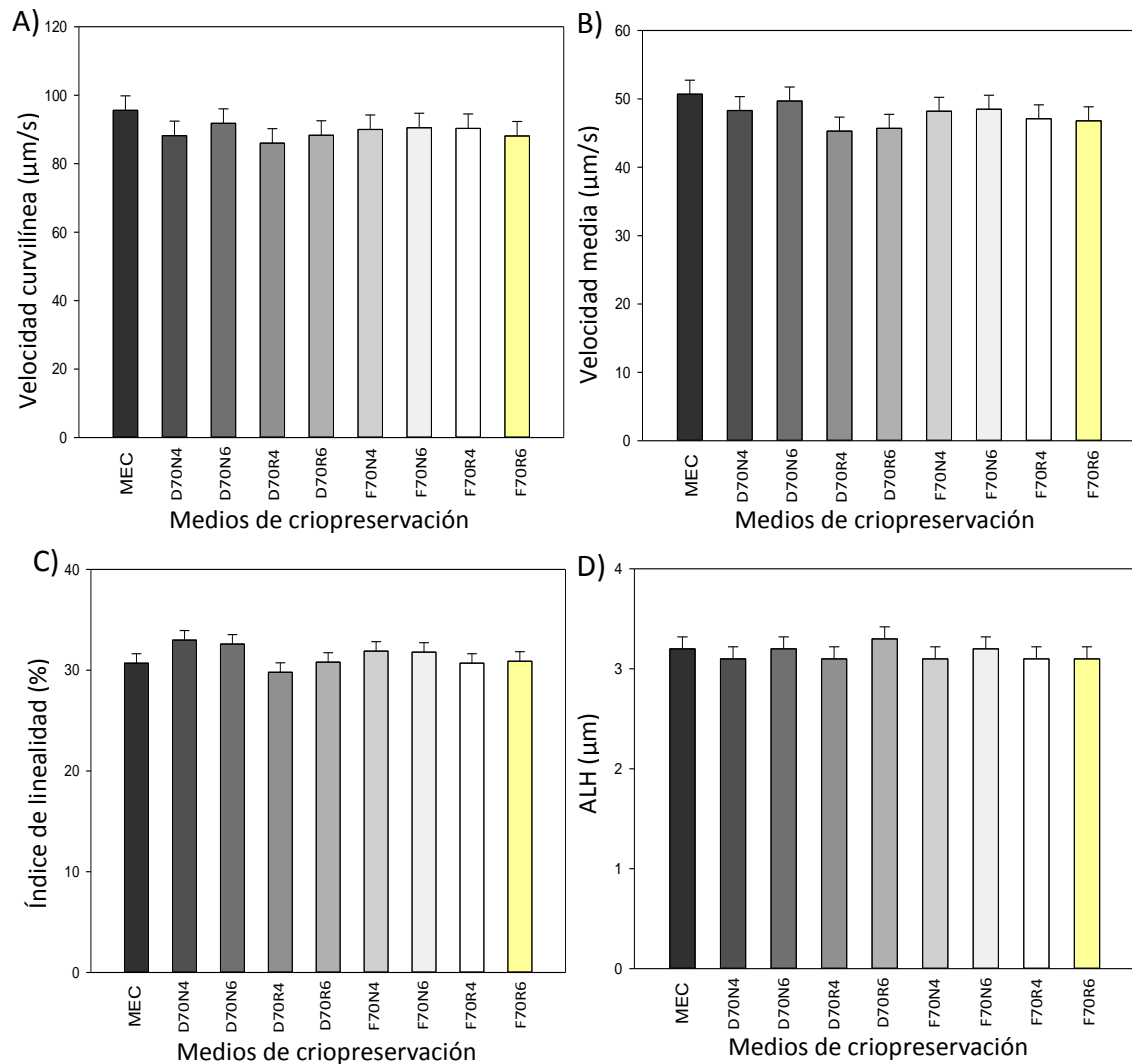 A)
Velocidad curvilínea (µm/s)
120
100
80
60
40
20
0
MEC
D70N4
D70N6
D70R4
D70R6
F70N4
F70N6
F70R4
F70R6
Medios de criopreservación
B)
Velocidad media (µm/s)
60
50
40
30
20
10
0
MEC
D70N4
D70N6
D70R4
D70R6
F70N4
F70N6
F70R4
F70R6
Medios de criopreservación
C)
Índice de linealidad (%)
40
30
20
10
0
MEC
D70N4
D70N6
D70R4
D70R6
F70N4
F70N6
F70R4
F70R6
Medios de criopreservación
D)
ALH (µm)
4
3
2
1
0
MEC
D70N4
D70N6
D70R4
D70R6
F70N4
F70N6
F70R4
F70R6
Medios de criopreservación